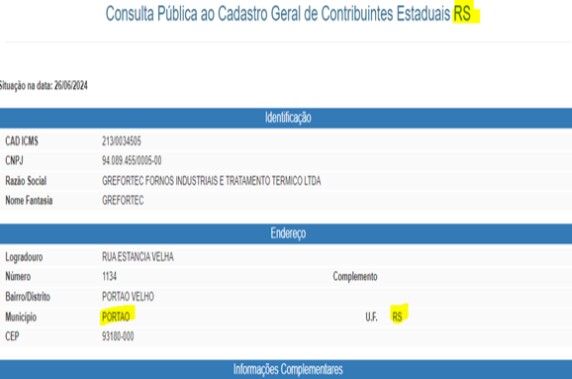 Consulta Pública ao Cadastro Geral de Contribuintes Estaduais RS
Situação na data: 26/06/2024
Identificação
CAD ICMS 213/0034505
CNPJ 94.089.455/0005-00
Razão Social GREFORTEC FORNOS INDUSTRIAIS E TRATAMENTO TERMICO LTDA
Nome Fantasia GREFORTEC
Endereço
Logradouro RUA ESTANCIA VELHA
Número 1134 Complemento
Bairro/Distrito PORTAO VELHO
Município PORTAO U.F. RS
CEP 93180-000
Informações Complementares